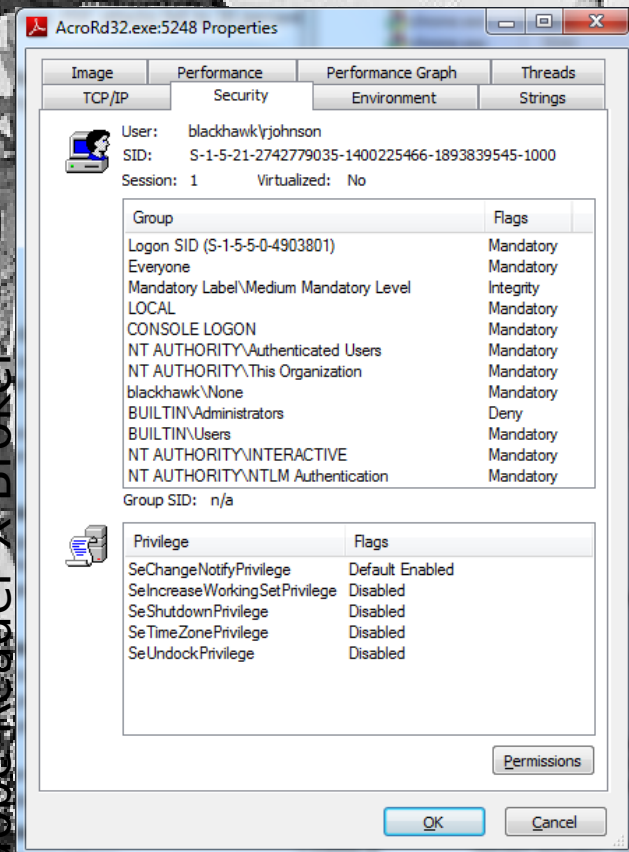 AcroRd32.exe:5248 Properties
Image Performance Performance Graph Threads
TCP/IP Security Environment Strings
User: blackhawk\rjohnson
SID: S-1-5-21-2742779035-1400225466-1893839545-1000
Session: 1 Virtualized: No
Group Flags
Logon SID (S-1-5-5-0-4903801) Mandatory
Everyone Mandatory
Mandatory Label\Medium Mandatory Level Integrity
LOCAL Mandatory
CONSOLE LOGON Mandatory
NT AUTHORITY\Authenticated Users Mandatory
NT AUTHORITY\This Organization Mandatory
blackhawk\None Mandatory
BUILTIN\Administrators Deny
BUILTIN\Users Mandatory
NT AUTHORITY\INTERACTIVE Mandatory
NT AUTHORITY\NTLM Authentication Mandatory
Group SID: n/a
Privilege Flags
SeChangeNotifyPrivilege Default Enabled
SeIncreaseWorkingSetPrivilege Disabled
SeShutdownPrivilege Disabled
SeTimeZonePrivilege Disabled
SeUndockPrivilege Disabled
Permissions
OK Cancel